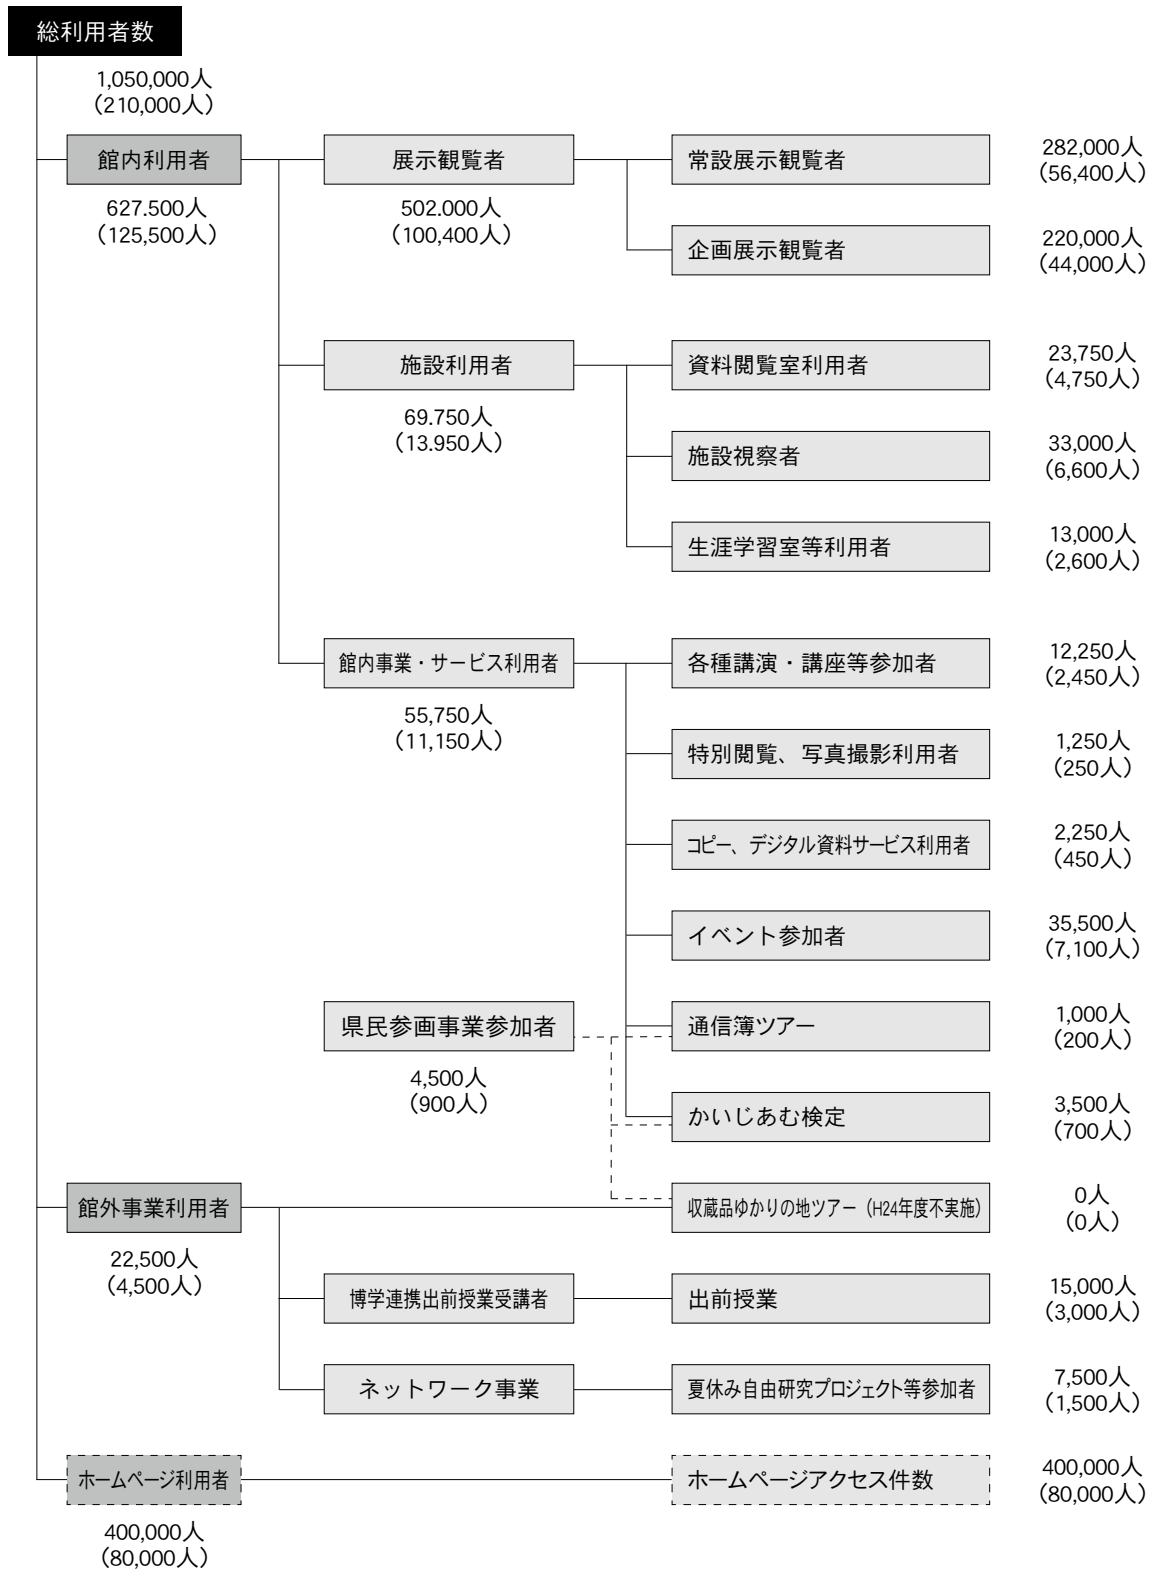 総利用者数
1,050,000人
(210,000人)
館内利用者
627.500人
(125,500人)
展示観覧者
502.000人
(100,400人)
常設展示観覧者
282,000人
(56,400人)
企画展示観覧者
220,000人
(44,000人)
施設利用者
69.750人
(13.950人)
資料閲覧室利用者
23,750人
(4,750人)
施設視察者
33,000人
(6,600人)
生涯学習室等利用者
13,000人
(2,600人)
館内事業・サービス利用者
55,750人
(11,150人)
各種講演・講座等参加者
12,250人
(2,450人)
特別閲覧、写真撮影利用者
1,250人
(250人)
コピー、デジタル資料サービス利用者
2,250人
(450人)
イベント参加者
35,500人
(7,100人)
県民参画事業参加者
4,500人
(900人)
通信簿ツアー
1,000人
(200人)
かいじあむ検定
3,500人
(700人)
館外事業利用者
22,500人
(4,500人)
収蔵品ゆかりの地ツアー(H24年度不実施)
0人
(0人)
博学連携出前授業受講者
出前授業
15,000人
(3,000人)
ネットワーク事業
夏休み自由研究プロジェクト等参加者
7,500人
(1,500人)
ホームページ利用者
400,000人
(80,000人)
ホームページアクセス件数
400,000人
(80,000人)